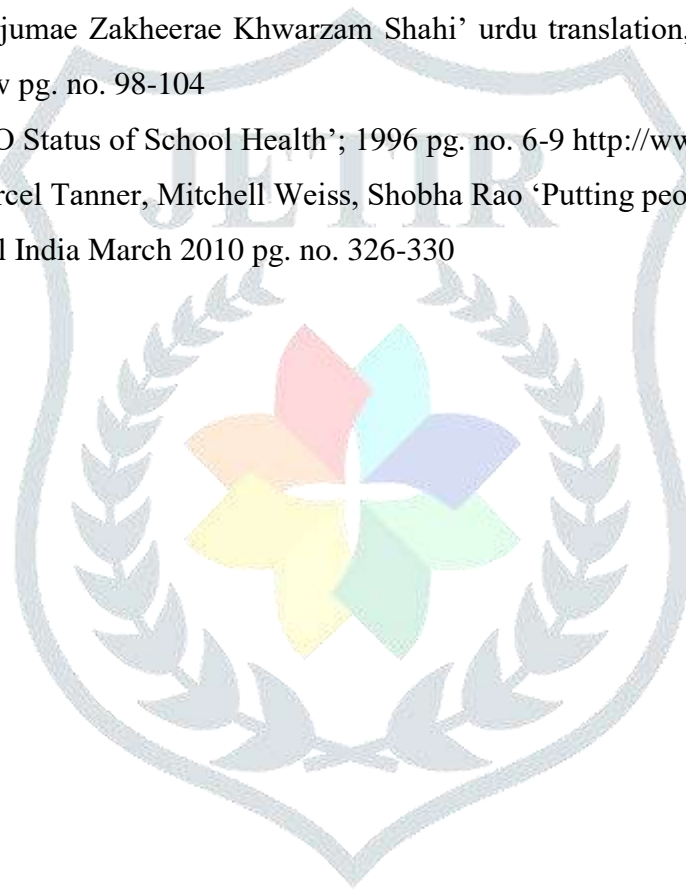 jumae Zakheerae Khwarzam Shahi’ urdu translation,
pg. no. 98-104
Status of School Health’; 1996 pg. no. 6-9 http://ww
rcel Tanner, Mitchell Weiss, Shobha Rao ‘Putting peo
India March 2010 pg. no. 326-330
JETIR